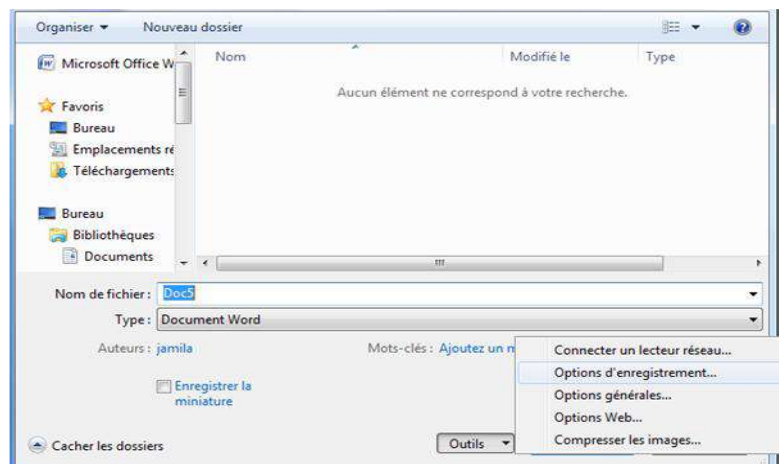 Organiser Nouveau dossier
Microsoft Office W
Favoris
Bureau
Emplacements ré
Téléchargements
Bureau
Bibliothèques
Documents
Nom Modifié le Type
Aucun élément ne correspond à votre recherche.
Nom de fichier : Doc5
Type : Document Word
Auteurs : jamila Mots-clés : Ajoutez un m
Enregistrer la
miniature
Connecter un lecteur réseau...
Options d'enregistrement...
Options générales...
Options Web...
Compresser les images...
Cacher les dossiers
Outils